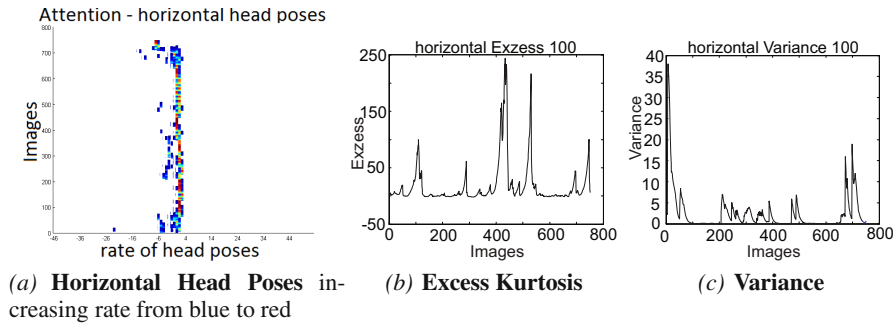 Attention - horizontal head poses
800
700
600
500
400
300
200
100
0
Images
-46 -36 -26 -16 -6 4 14 24 34 44
rate of head poses
horizontal Exzess 100
250
150
50
-50
Exzess
0 200 400 600 800
Images
horizontal Variance 100
40
35
30
25
20
15
10
5
0
Variance
0 200 400 600 800
Images
(a) Horizontal Head Poses in-
creasing rate from blue to red
(b) Excess Kurtosis
(c) Variance